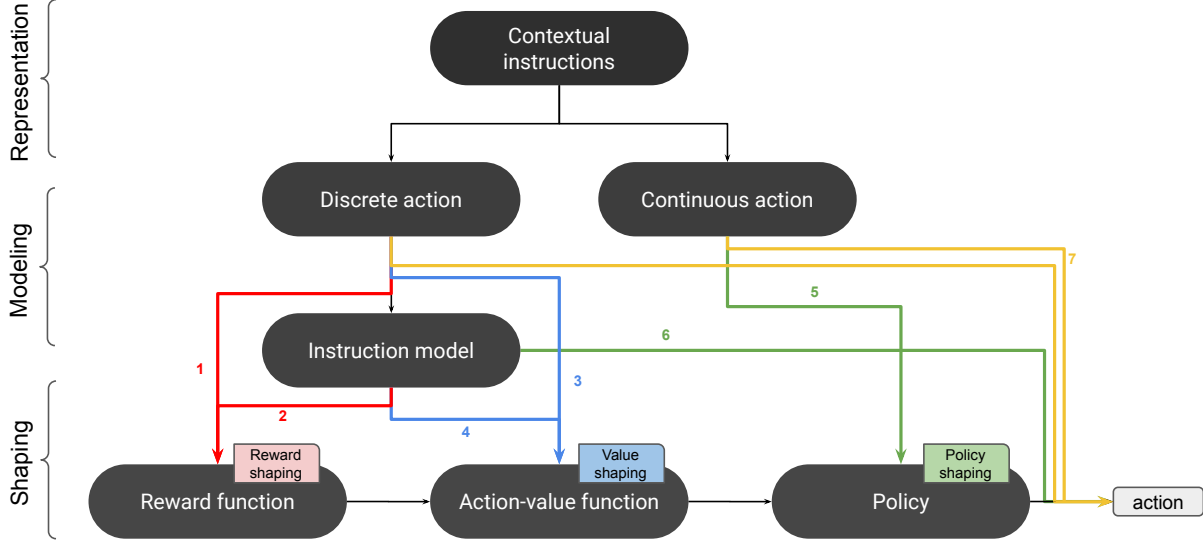 Representation
Contextual
instructions
Discrete action
Continuous action
Modeling
7
5
6
Instruction model
1
3
2
4
Shaping
Reward
shaping
Value
shaping
Policy
shaping
Reward function
Action-value function
Policy
action